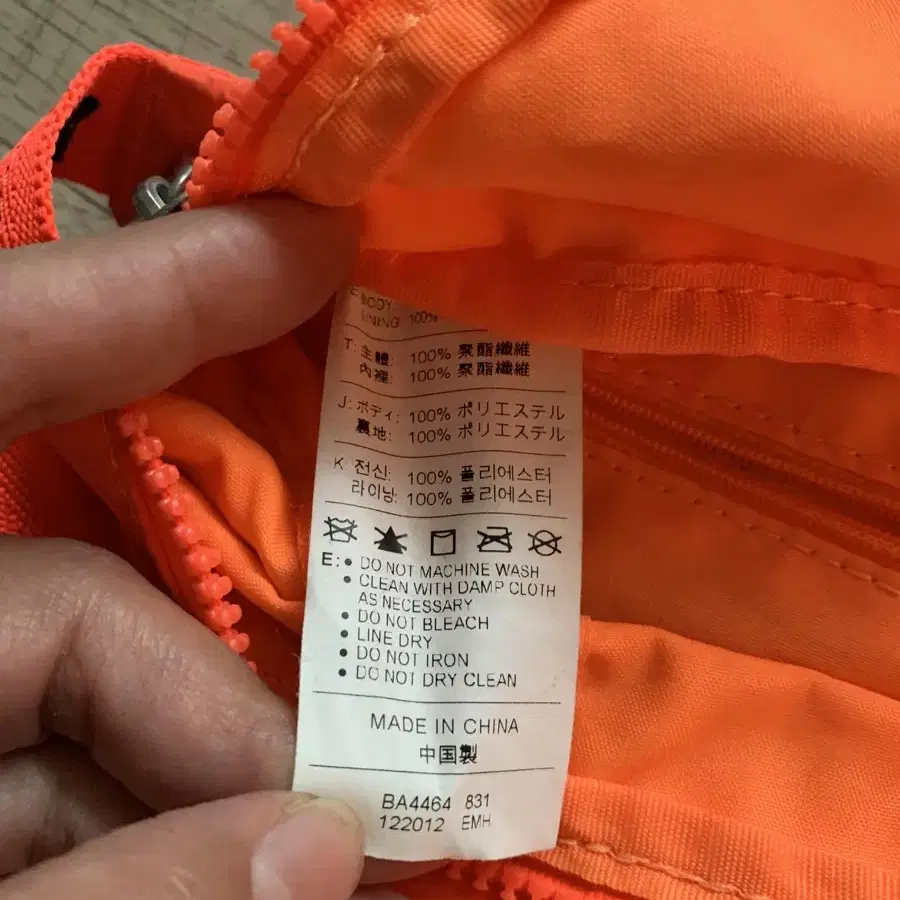 BODY:
LINING 100%
T: 主體: 100% 聚酯纖維
內裡: 100% 聚酯纖維
J: ボディ: 100% ポリエステル
裏地: 100% ポリエステル
K: 전신: 100% 폴리에스터
라이닝: 100% 폴리에스터
E: • DO NOT MACHINE WASH
• CLEAN WITH DAMP CLOTH
AS NECESSARY
• DO NOT BLEACH
• LINE DRY
• DO NOT IRON
• DO NOT DRY CLEAN
MADE IN CHINA
中国製
BA4464 831
122012 EMH